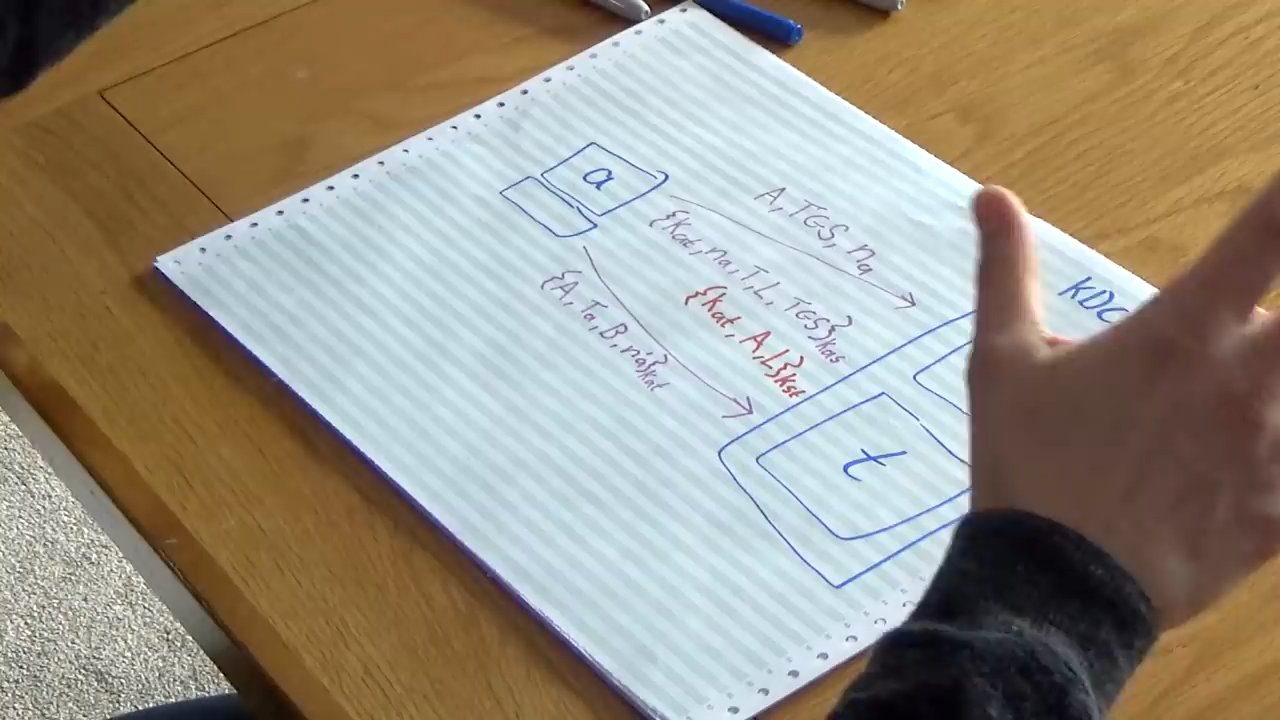 a
A, TGS, na
{Kat, na, T, L, TGS}Kas
{Kat, A, L}Kst
{A, Ta, B, na'}Kat
KDC
t